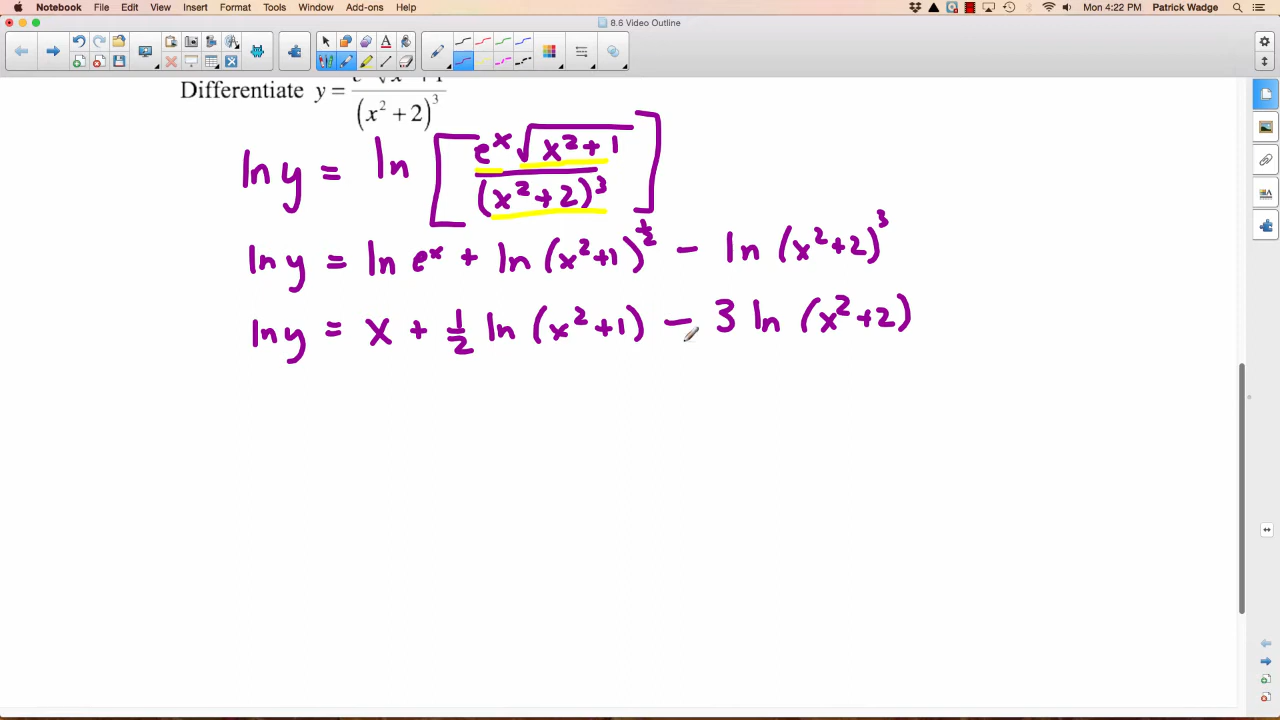 Notebook File Edit View Insert Format Tools Window Add-ons Help Mon 4:22 PM Patrick Wadge
8.6 Video Outline
Differentiate y = / (x² + 2)³
ln y = ln [ eˣ √(x² + 1) / (x² + 2)³ ]
ln y = ln eˣ + ln (x² + 1)^½ − ln (x² + 2)³
ln y = x + ½ ln (x² + 1) − 3 ln (x² + 2)